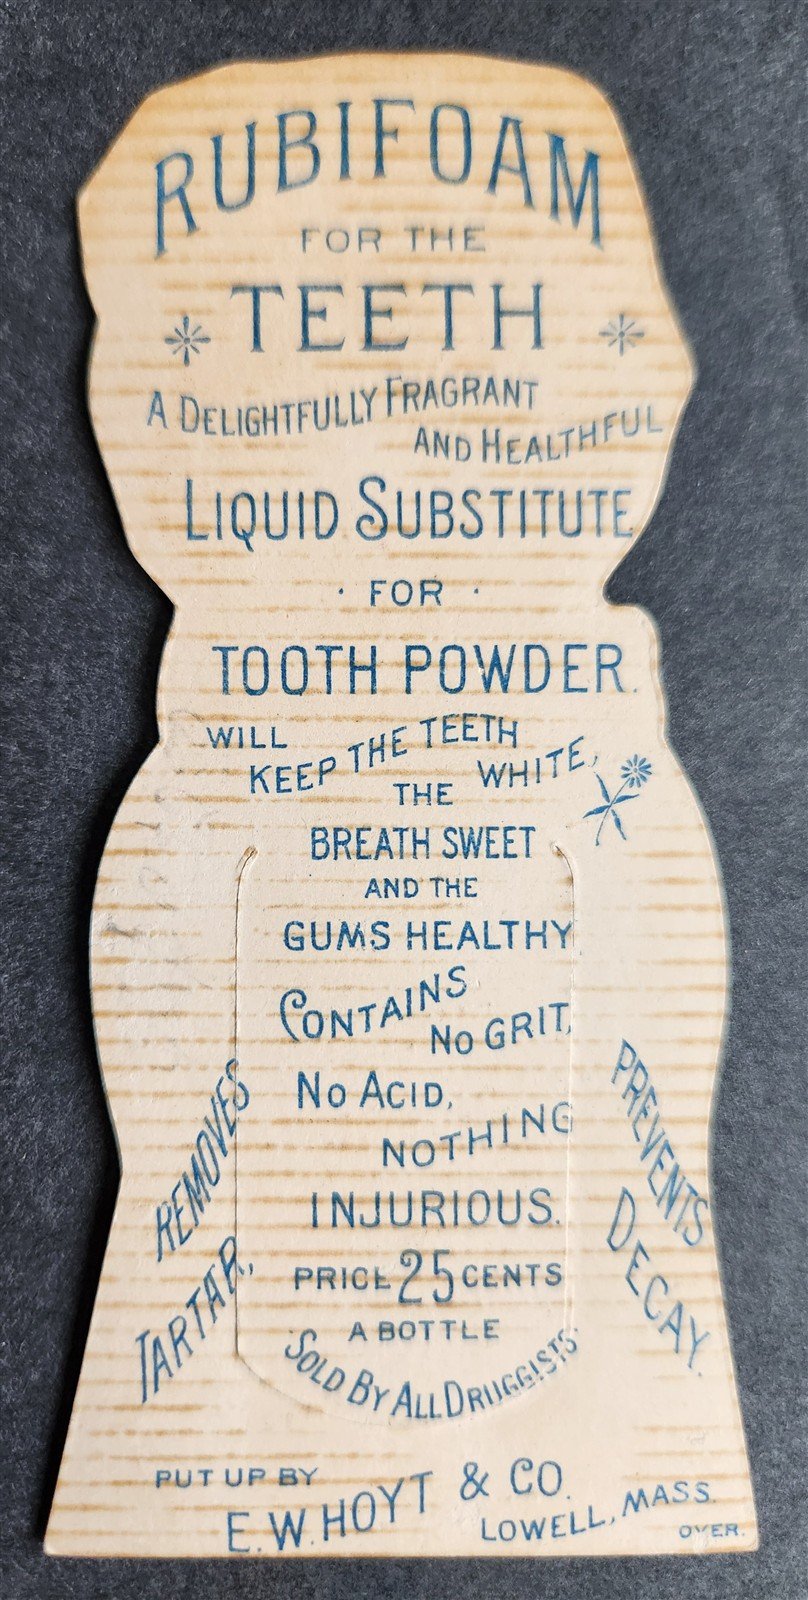 RUBIFOAM
FOR THE
TEETH
A DELIGHTFULLY FRAGRANT
AND HEALTHFUL
LIQUID SUBSTITUTE
· FOR ·
TOOTH POWDER.
WILL
KEEP THE TEETH
THE WHITE,
BREATH SWEET
AND THE
GUMS HEALTHY
CONTAINS
NO GRIT,
NO ACID,
NOTHING
INJURIOUS.
REMOVES
TARTAR,
PREVENTS
DECAY.
PRICE 25 CENTS
A BOTTLE
SOLD BY ALL DRUGGISTS
PUT UP BY
E.W. HOYT & CO.
LOWELL, MASS.
OVER.